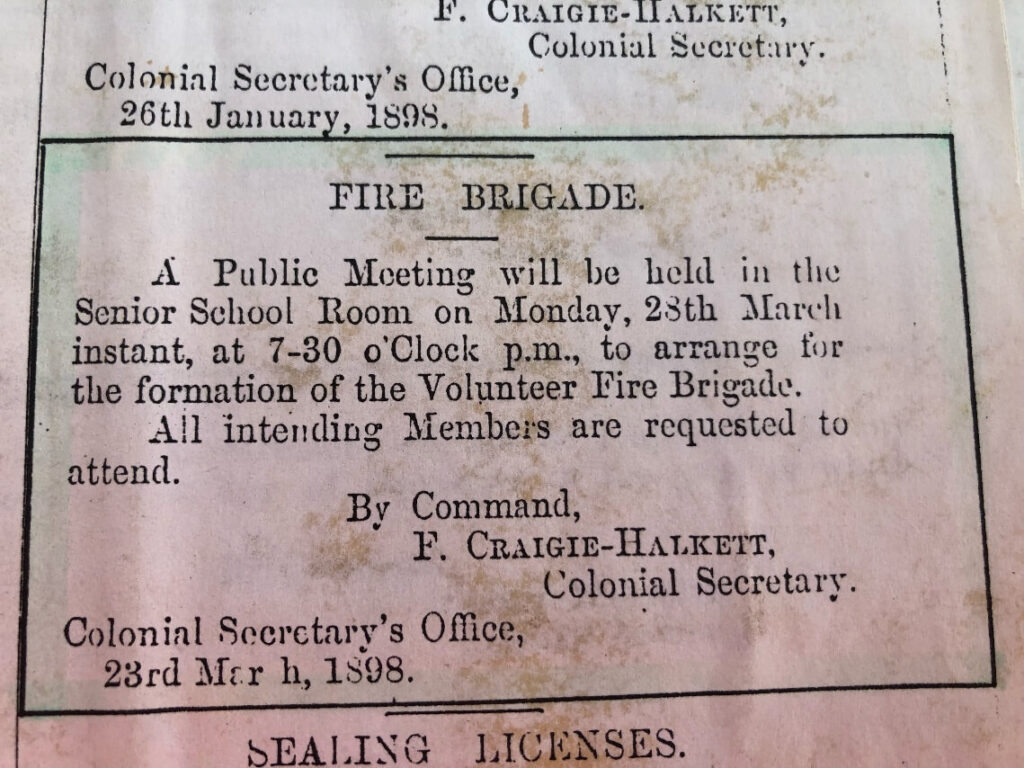 F. CRAIGIE-HALKETT,
Colonial Secretary.
Colonial Secretary's Office,
26th January, 1898.
FIRE BRIGADE.
A Public Meeting will be held in the
Senior School Room on Monday, 28th March
instant, at 7-30 o'Clock p.m., to arrange for
the formation of the Volunteer Fire Brigade.
All intending Members are requested to
attend.
By Command,
F. CRAIGIE-HALKETT,
Colonial Secretary.
Colonial Secretary's Office,
23rd Mar h, 1898.
SEALING LICENSES.